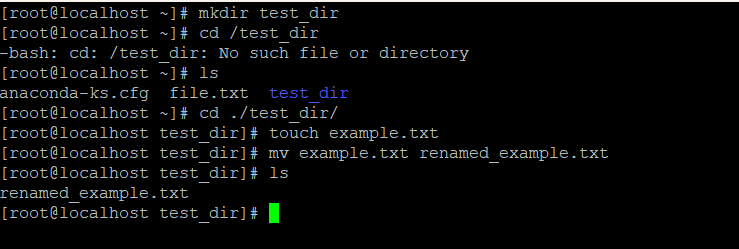 [root@localhost ~]# mkdir test_dir
[root@localhost ~]# cd /test_dir
-bash: cd: /test_dir: No such file or directory
[root@localhost ~]# ls
anaconda-ks.cfg  file.txt  test_dir
[root@localhost ~]# cd ./test_dir/
[root@localhost test_dir]# touch example.txt
[root@localhost test_dir]# mv example.txt renamed_example.txt
[root@localhost test_dir]# ls
renamed_example.txt
[root@localhost test_dir]#